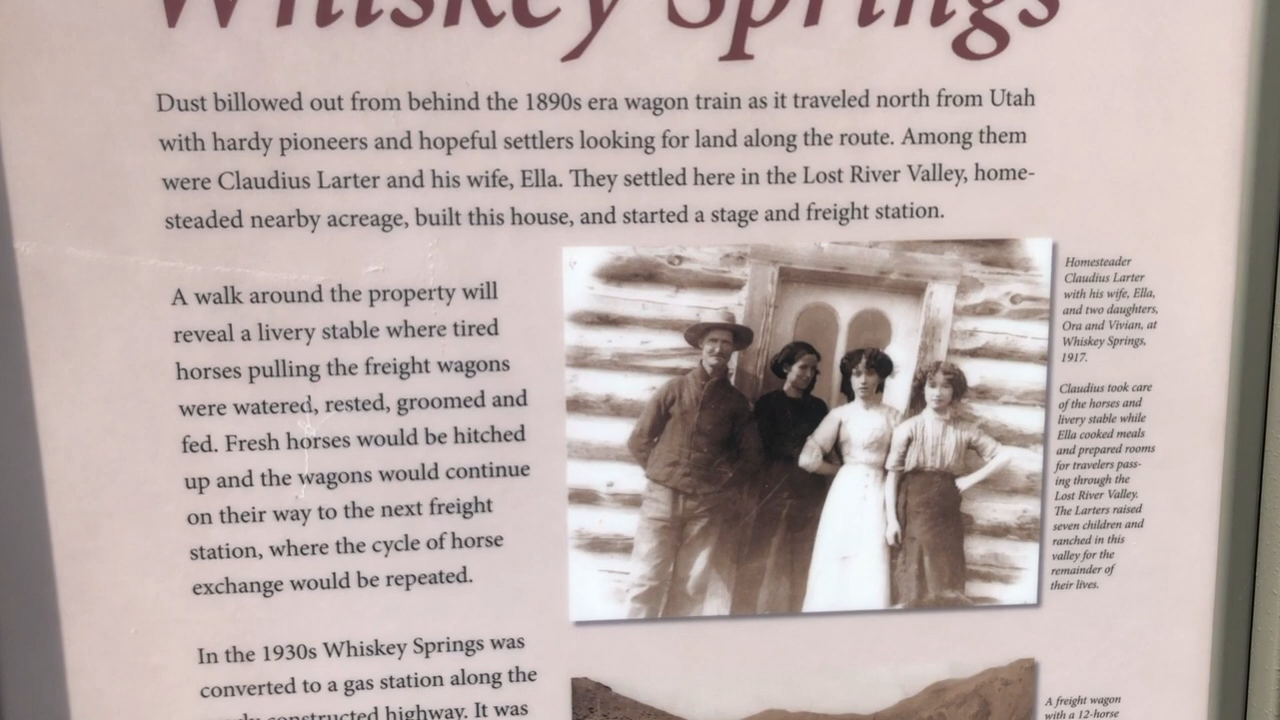 Whiskey Springs
Dust billowed out from behind the 1890s era wagon train as it traveled north from Utah
with hardy pioneers and hopeful settlers looking for land along the route. Among them
were Claudius Larter and his wife, Ella. They settled here in the Lost River Valley, home-
steaded nearby acreage, built this house, and started a stage and freight station.
A walk around the property will
reveal a livery stable where tired
horses pulling the freight wagons
were watered, rested, groomed and
fed. Fresh horses would be hitched
up and the wagons would continue
on their way to the next freight
station, where the cycle of horse
exchange would be repeated.
In the 1930s Whiskey Springs was
converted to a gas station along the
constructed highway. It was
Homesteader
Claudius Larter
with his wife, Ella,
and two daughters,
Ora and Vivian, at
Whiskey Springs,
1917.
Claudius took care
of the horses and
livery stable while
Ella cooked meals
and prepared rooms
for travelers pass-
ing through the
Lost River Valley.
The Larters raised
seven children and
ranched in this
valley for the
remainder of
their lives.
A freight wagon
with a 12-horse